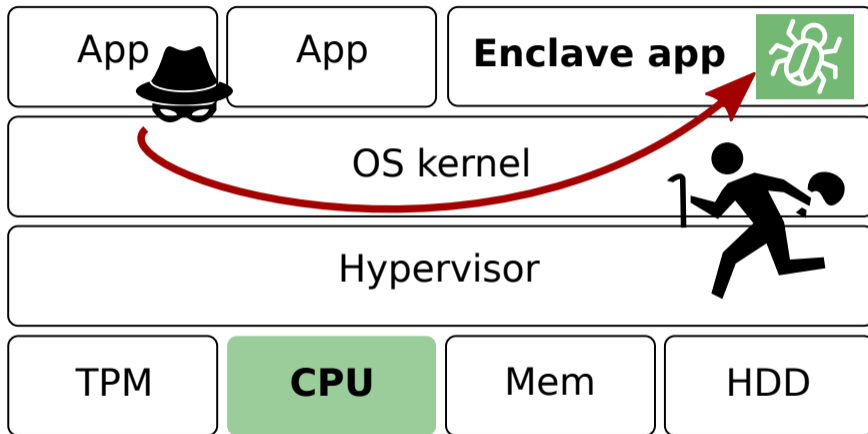 App
App
Enclave app
OS kernel
Hypervisor
TPM
CPU
Mem
HDD